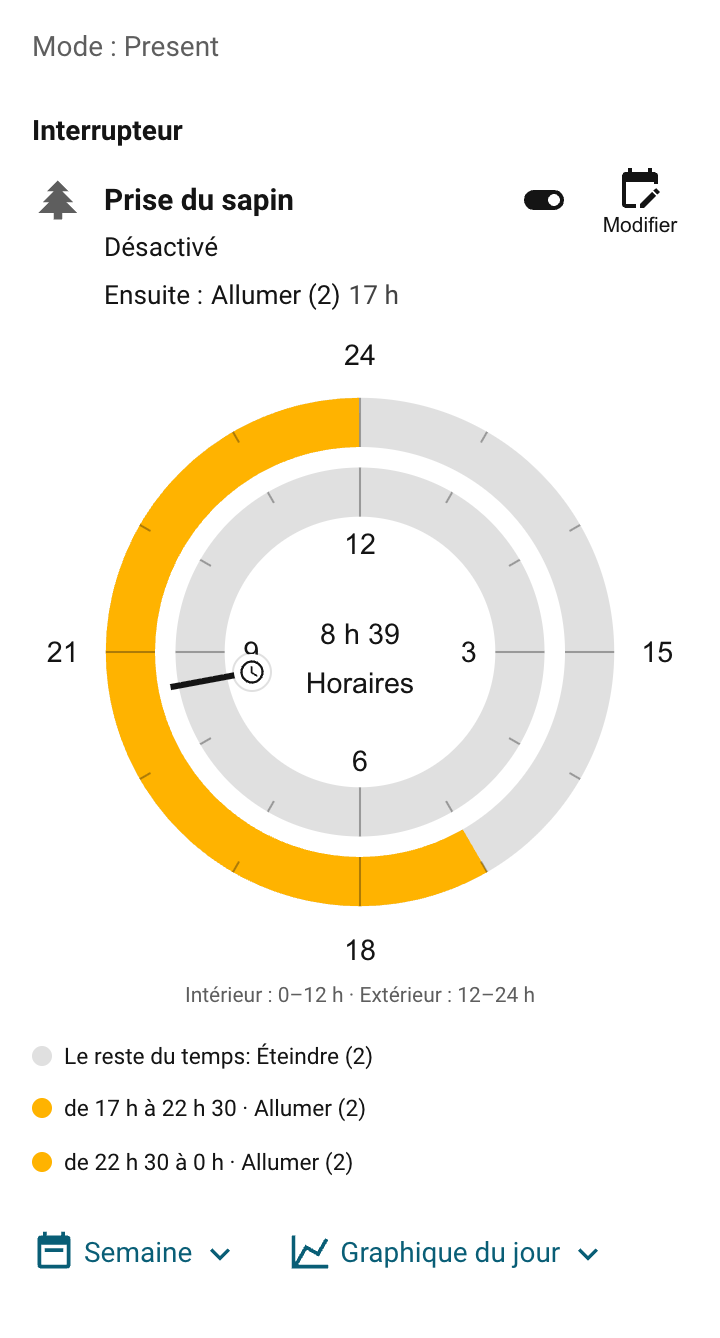 Mode : Present
Interrupteur
Prise du sapin
Modifier
Désactivé
Ensuite : Allumer (2) 17 h
24
12
21
9
8 h 39
3
15
Horaires
6
18
Intérieur : 0–12 h · Extérieur : 12–24 h
Le reste du temps: Éteindre (2)
de 17 h à 22 h 30 · Allumer (2)
de 22 h 30 à 0 h · Allumer (2)
Semaine
Graphique du jour